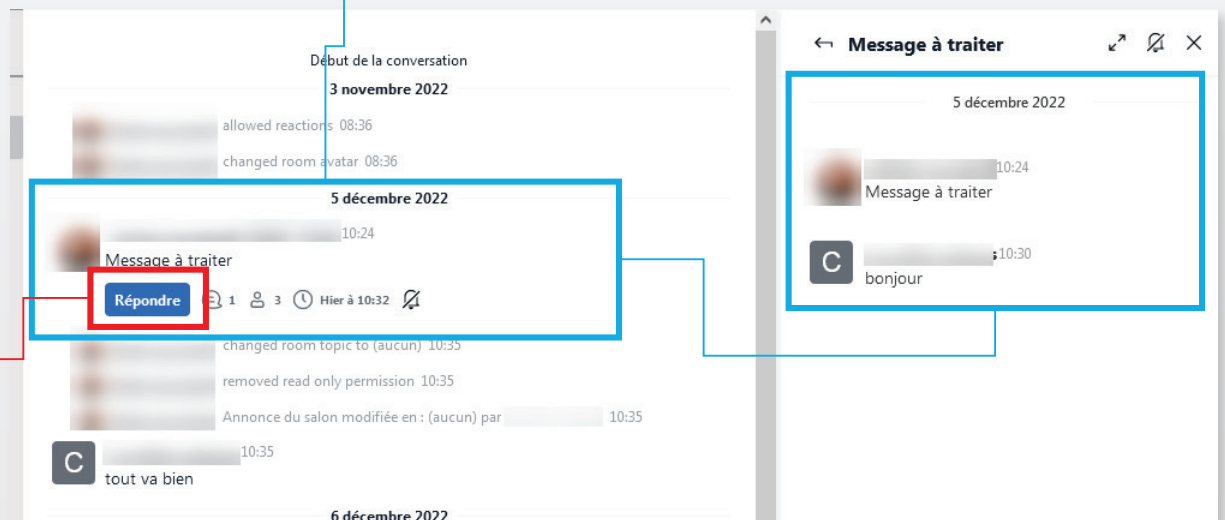 Début de la conversation
3 novembre 2022
allowed reactions 08:36
changed room avatar 08:36
5 décembre 2022
10:24
Message à traiter
Répondre 1 3 Hier à 10:32
changed room topic to (aucun) 10:35
removed read only permission 10:35
Annonce du salon modifiée en : (aucun) par 10:35
C 10:35
tout va bien
6 décembre 2022
Message à traiter
5 décembre 2022
10:24
Message à traiter
C s 10:30
bonjour